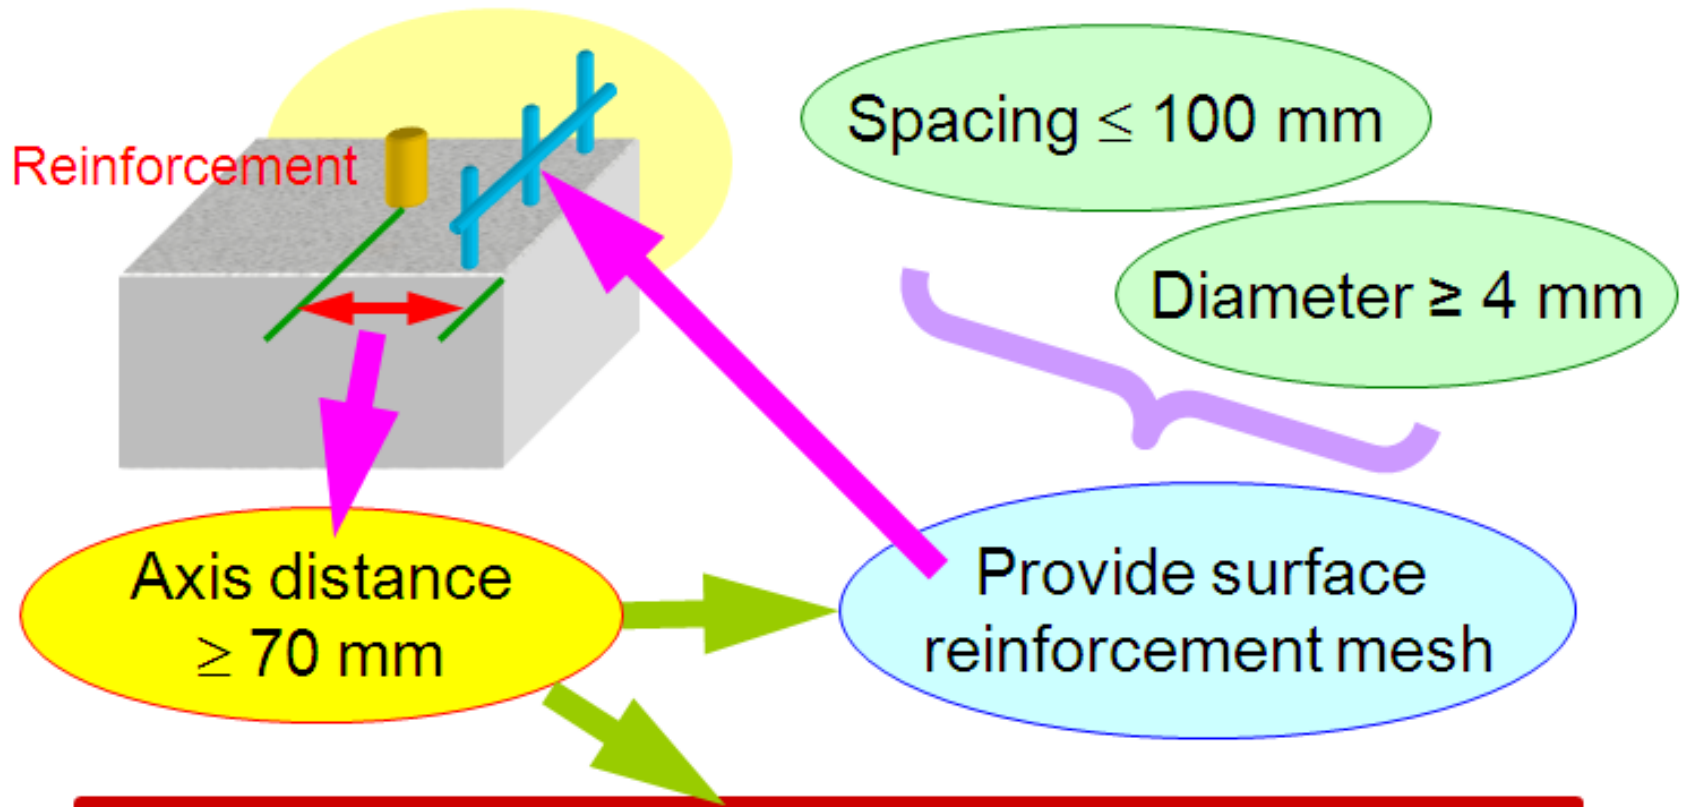 Reinforcement
Spacing ≤ 100 mm
Diameter ≥ 4 mm
Axis distance
≥ 70 mm
Provide surface
reinforcement mesh